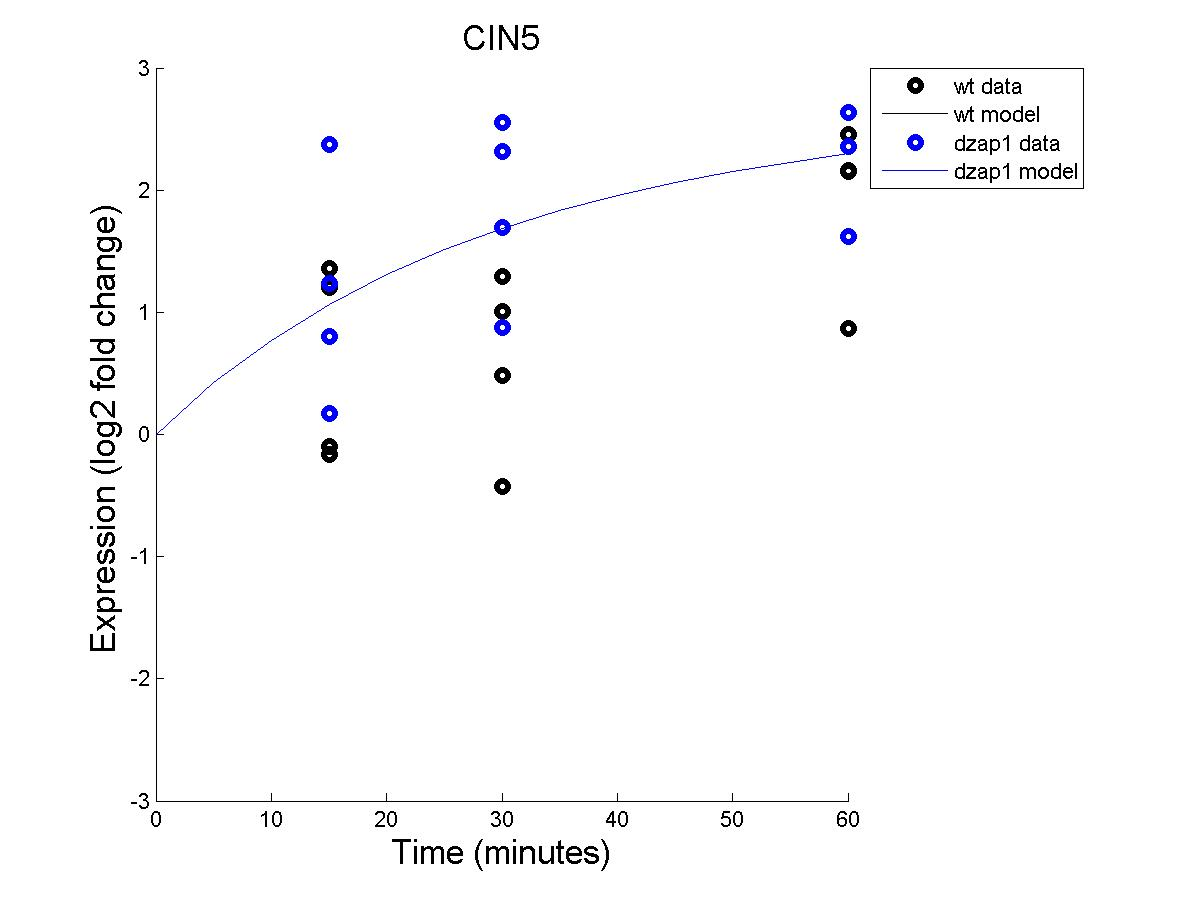 CIN5
3
2
1
0
-1
-2
-3
Expression (log2 fold change)
0 10 20 30 40 50 60
Time (minutes)
wt data
wt model
dzap1 data
dzap1 model